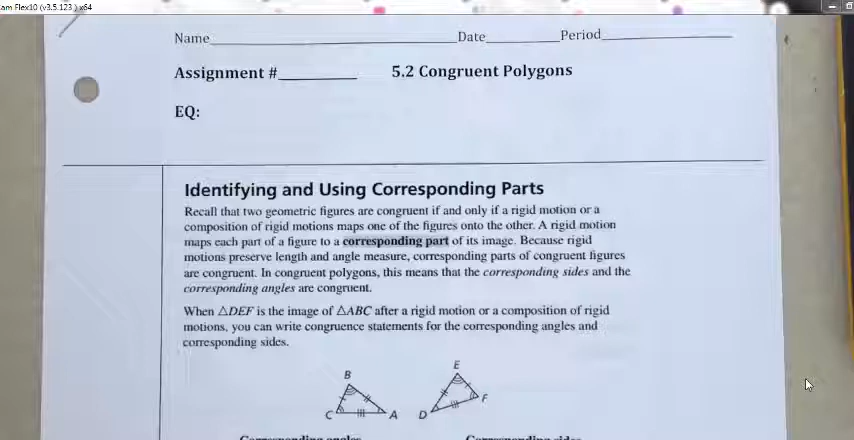 am Flex10 (v3.5.123 ) x64
Name Date Period
Assignment # 5.2 Congruent Polygons
EQ:
Identifying and Using Corresponding Parts
Recall that two geometric figures are congruent if and only if a rigid motion or a
composition of rigid motions maps one of the figures onto the other. A rigid motion
maps each part of a figure to a corresponding part of its image. Because rigid
motions preserve length and angle measure, corresponding parts of congruent figures
are congruent. In congruent polygons, this means that the corresponding sides and the
corresponding angles are congruent.
When △DEF is the image of △ABC after a rigid motion or a composition of rigid
motions, you can write congruence statements for the corresponding angles and
corresponding sides.
B E
C A D F
Corresponding angles Corresponding sides